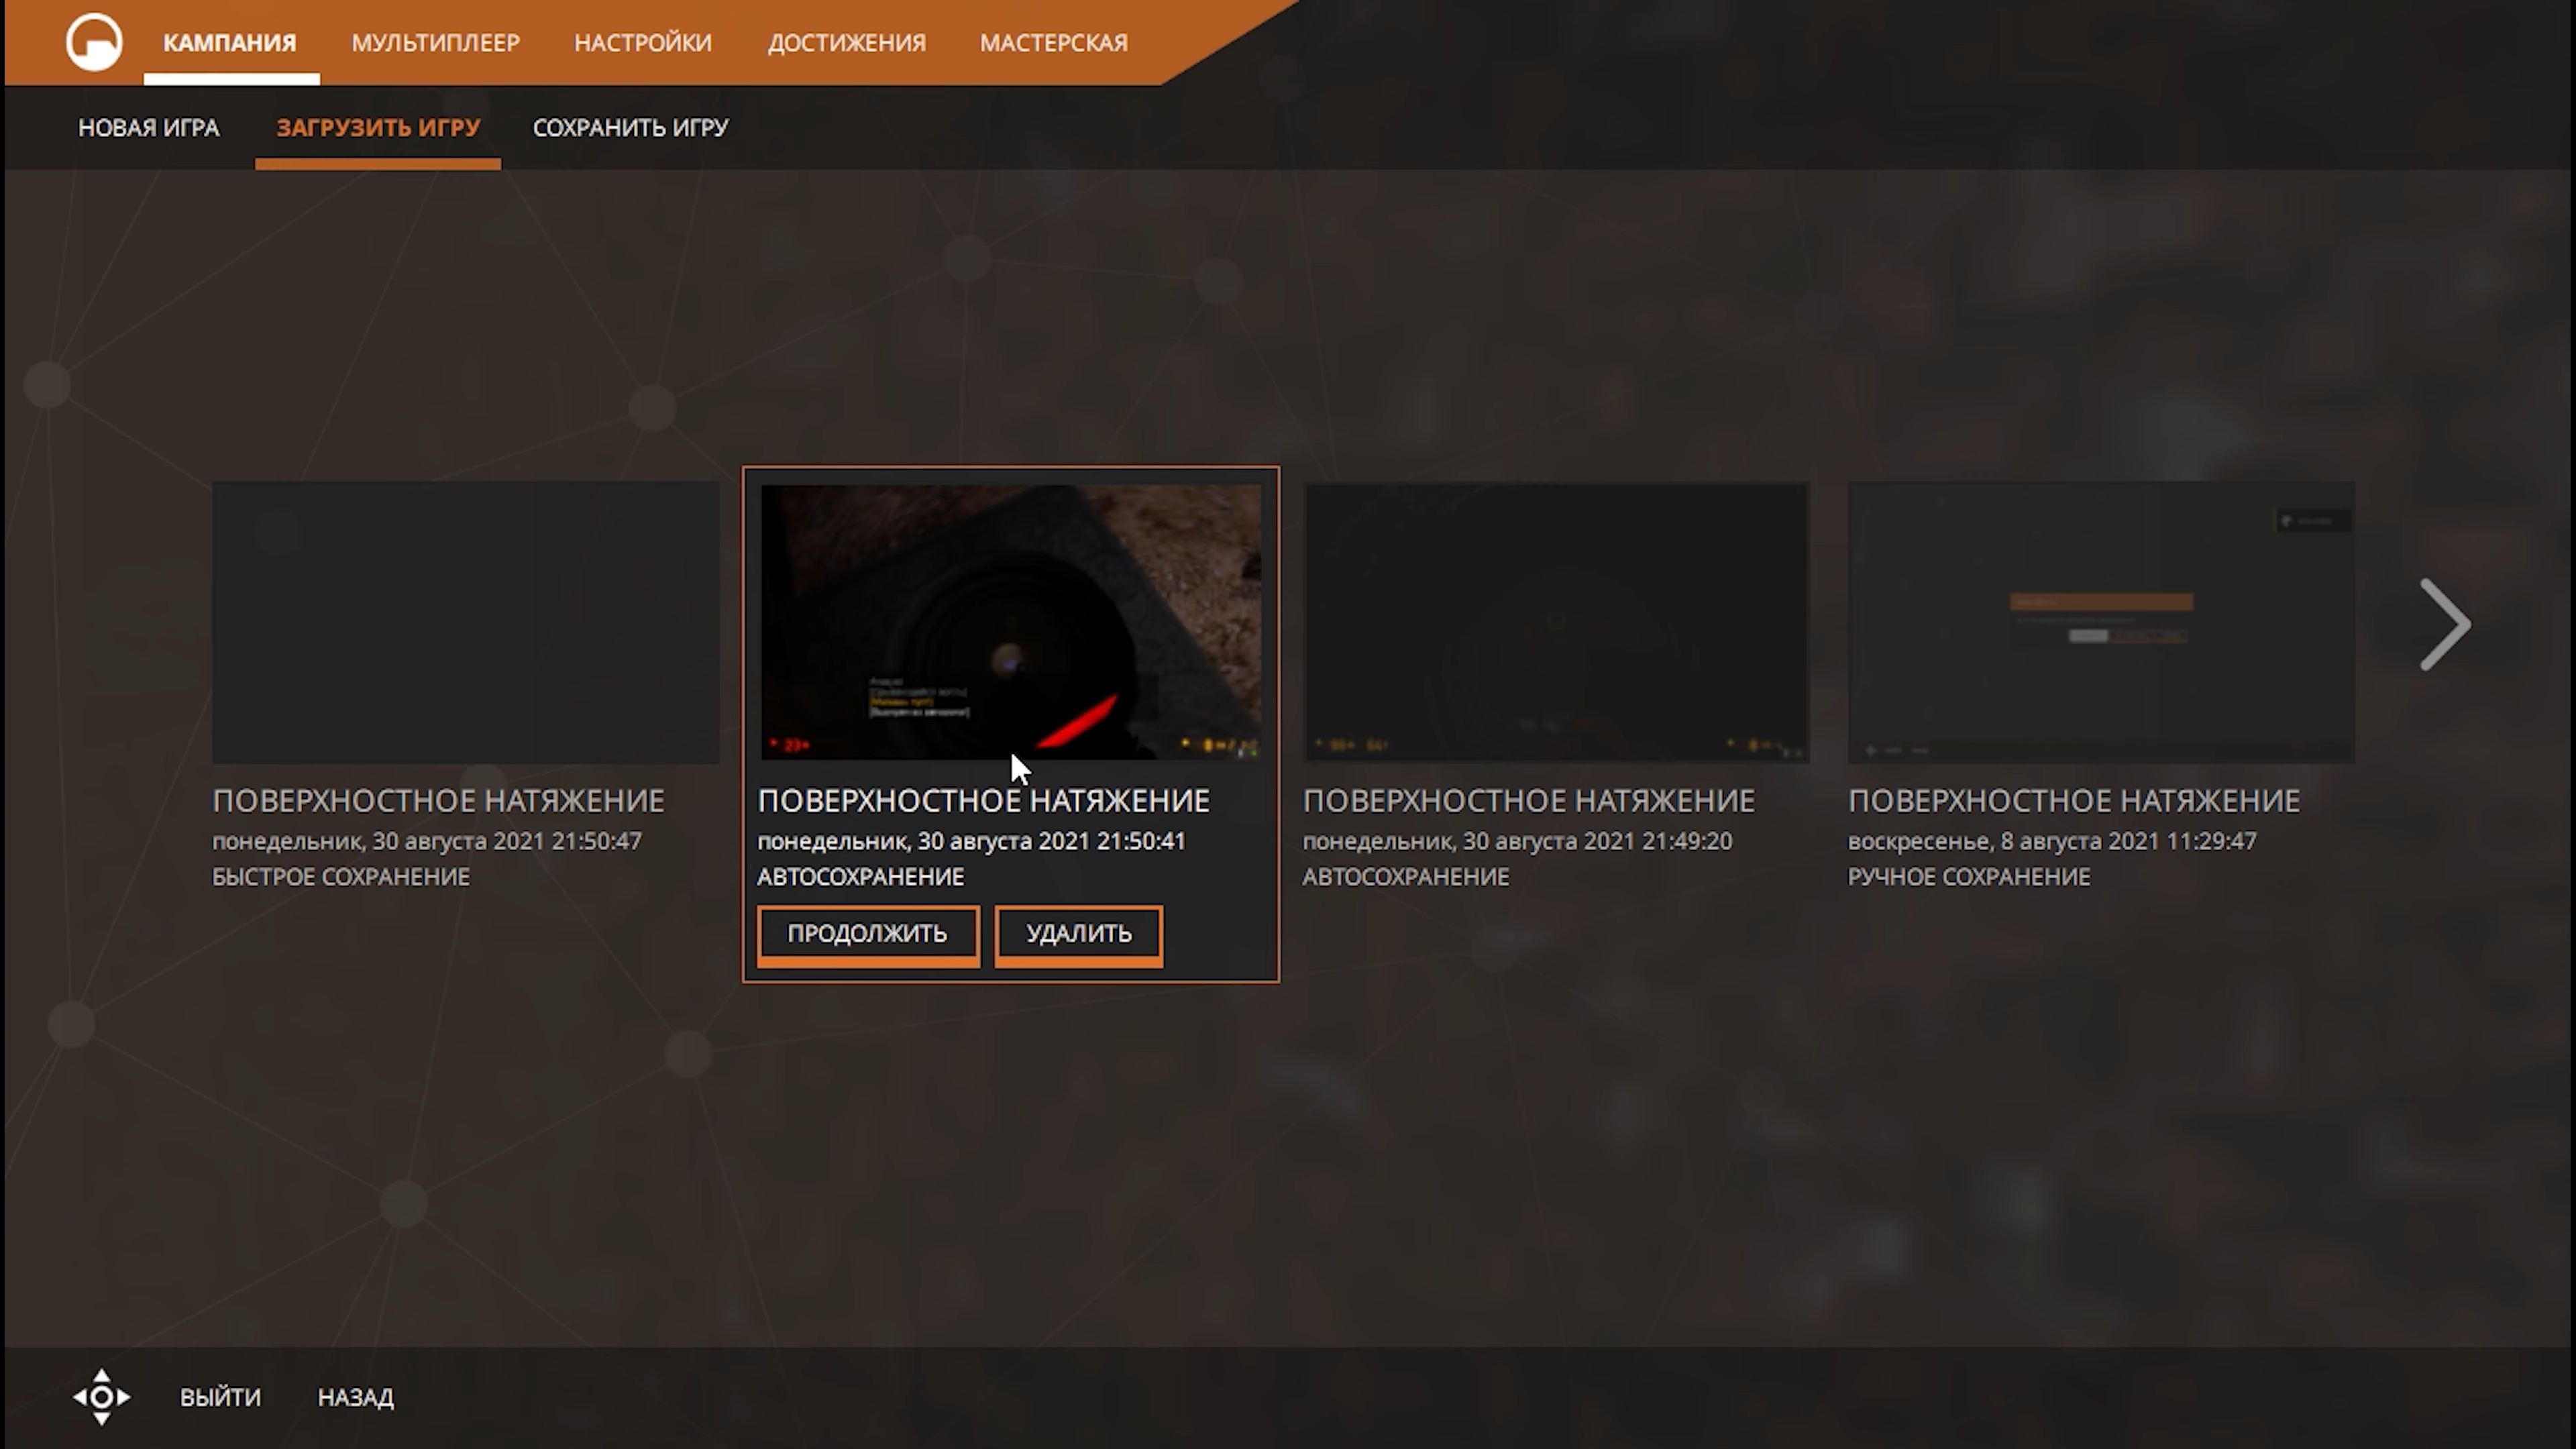 КАМПАНИЯ МУЛЬТИПЛЕЕР НАСТРОЙКИ ДОСТИЖЕНИЯ МАСТЕРСКАЯ
НОВАЯ ИГРА ЗАГРУЗИТЬ ИГРУ СОХРАНИТЬ ИГРУ
ПОВЕРХНОСТНОЕ НАТЯЖЕНИЕ
понедельник, 30 августа 2021 21:50:47
БЫСТРОЕ СОХРАНЕНИЕ
23
ПОВЕРХНОСТНОЕ НАТЯЖЕНИЕ
понедельник, 30 августа 2021 21:50:41
АВТОСОХРАНЕНИЕ
ПРОДОЛЖИТЬ УДАЛИТЬ
ПОВЕРХНОСТНОЕ НАТЯЖЕНИЕ
понедельник, 30 августа 2021 21:49:20
АВТОСОХРАНЕНИЕ
ПОВЕРХНОСТНОЕ НАТЯЖЕНИЕ
воскресенье, 8 августа 2021 11:29:47
РУЧНОЕ СОХРАНЕНИЕ
ВЫЙТИ НАЗАД